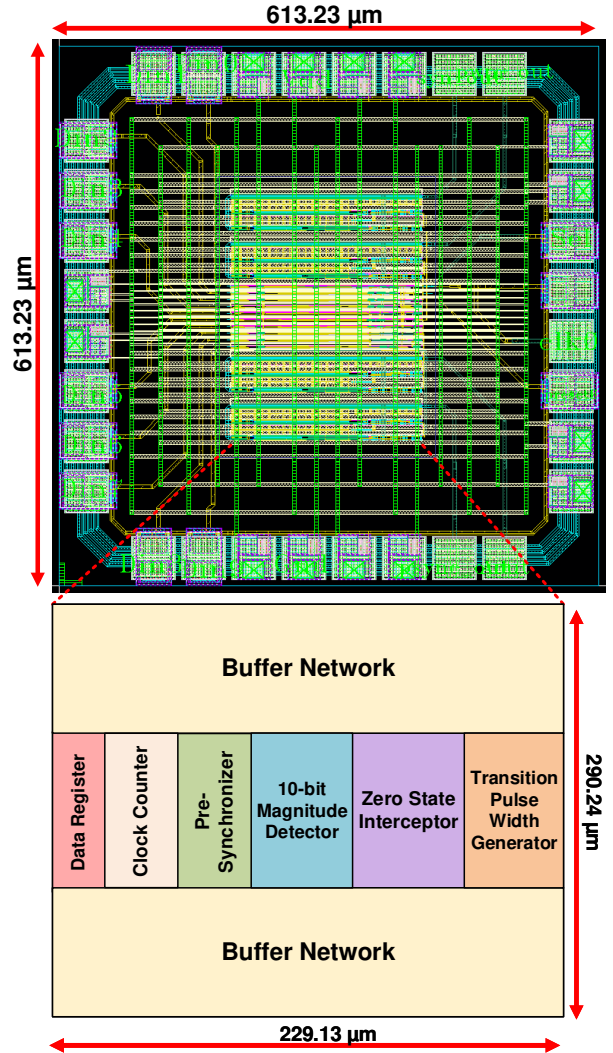 613.23 µm
613.23 µm
Buffer Network
Data Register
Clock Counter
Pre-
Synchronizer
10-bit
Magnitude
Detector
Zero State
Interceptor
Transition
Pulse
Width
Generator
290.24 µm
Buffer Network
229.13 µm